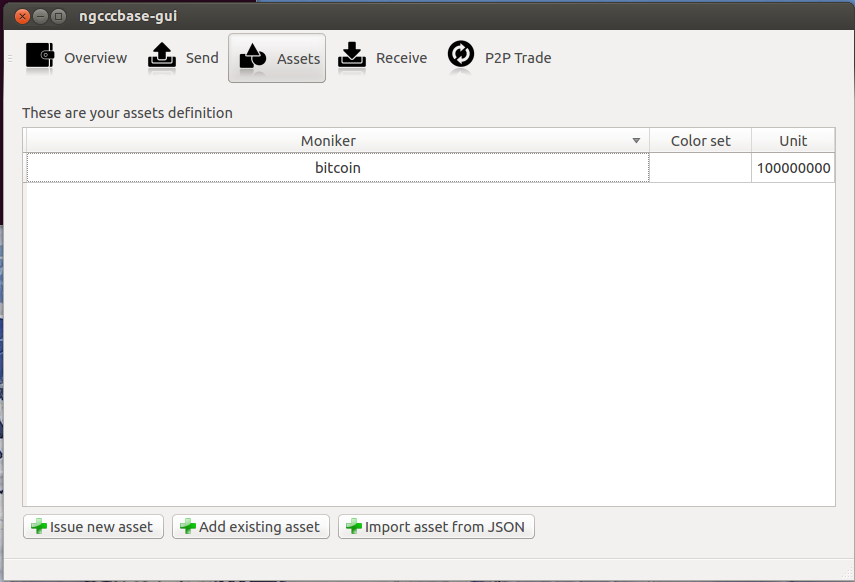 ngcccbase-gui
Overview Send Assets Receive P2P Trade
These are your assets definition
Moniker Color set Unit
bitcoin 100000000
Issue new asset Add existing asset Import asset from JSON